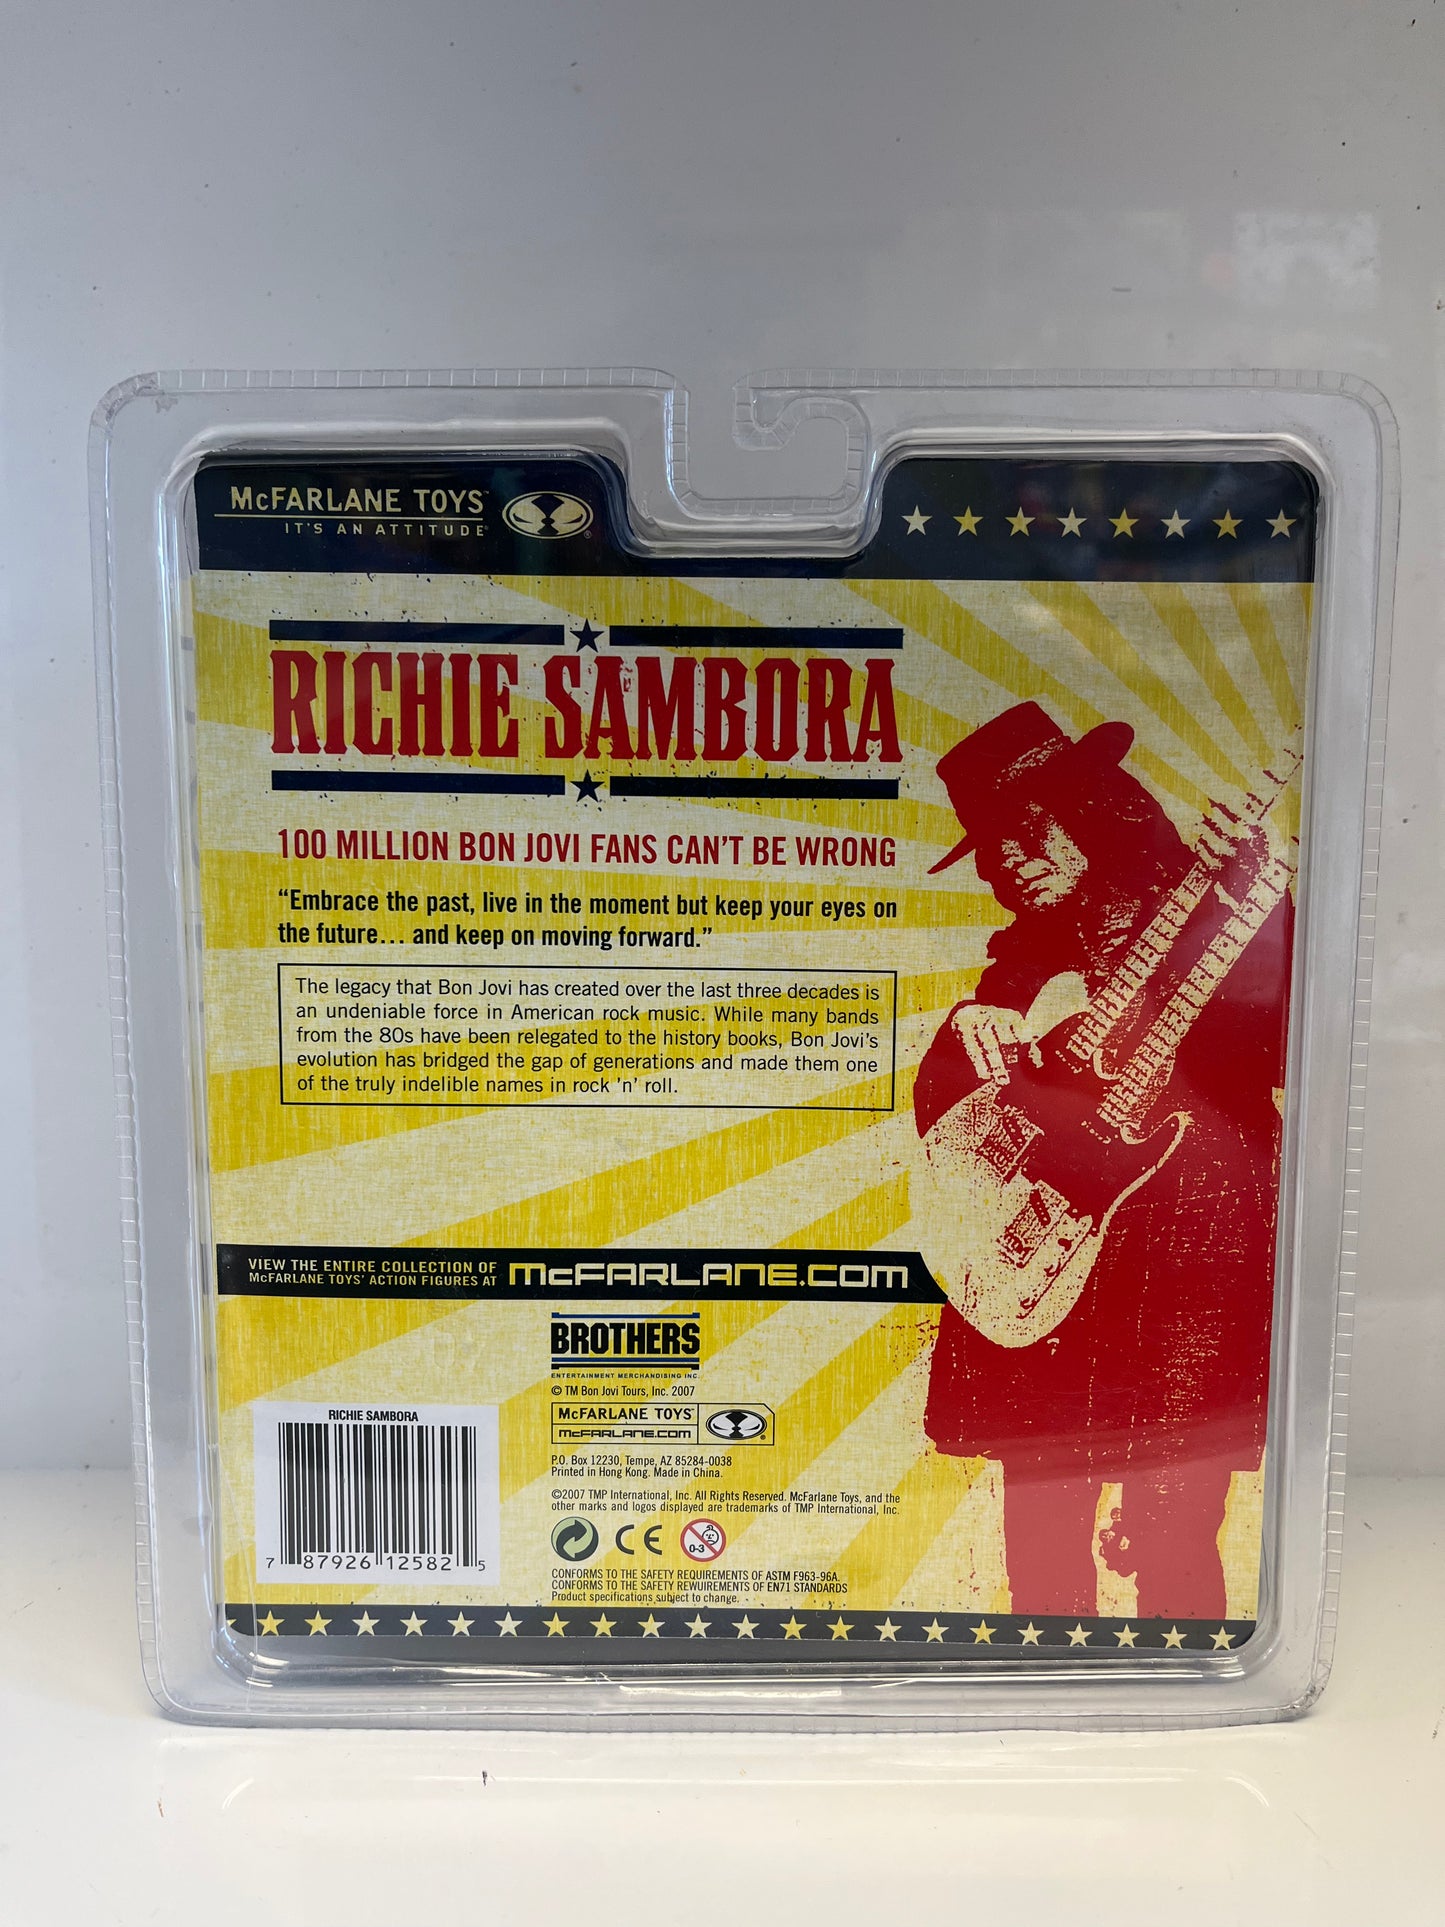 McFARLANE TOYS™
IT'S AN ATTITUDE®
RICHIE SAMBORA
100 MILLION BON JOVI FANS CAN'T BE WRONG
“Embrace the past, live in the moment but keep your eyes on
the future... and keep on moving forward.”
The legacy that Bon Jovi has created over the last three decades is
an undeniable force in American rock music. While many bands
from the 80s have been relegated to the history books, Bon Jovi's
evolution has bridged the gap of generations and made them one
of the truly indelible names in rock 'n' roll.
VIEW THE ENTIRE COLLECTION OF
McFARLANE TOYS' ACTION FIGURES AT
McFARLANE.COM
BROTHERS
ENTERTAINMENT MERCHANDISING INC.
© TM Bon Jovi Tours, Inc. 2007
McFARLANE TOYS™
McFARLANE.COM
P.O. Box 12230, Tempe, AZ 85284-0038
Printed in Hong Kong. Made in China.
©2007 TMP International, Inc. All Rights Reserved. McFarlane Toys, and the
other marks and logos displayed are trademarks of TMP International, Inc.
CE
0-3
CONFORMS TO THE SAFETY REQUIREMENTS OF ASTM F963-96A.
CONFORMS TO THE SAFETY REWUIREMENTS OF EN71 STANDARDS
Product specifications subject to change.
RICHIE SAMBORA
7 87926 12582 5